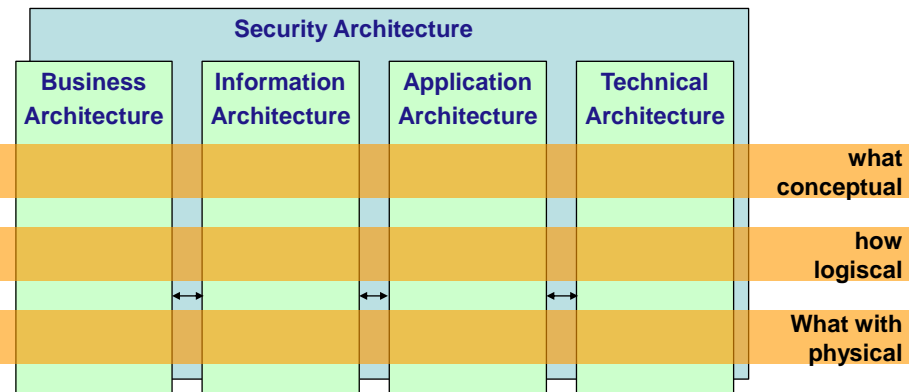 Security Architecture
Business
Architecture
Information
Architecture
Application
Architecture
Technical
Architecture
what
conceptual
how
logiscal
What with
physical